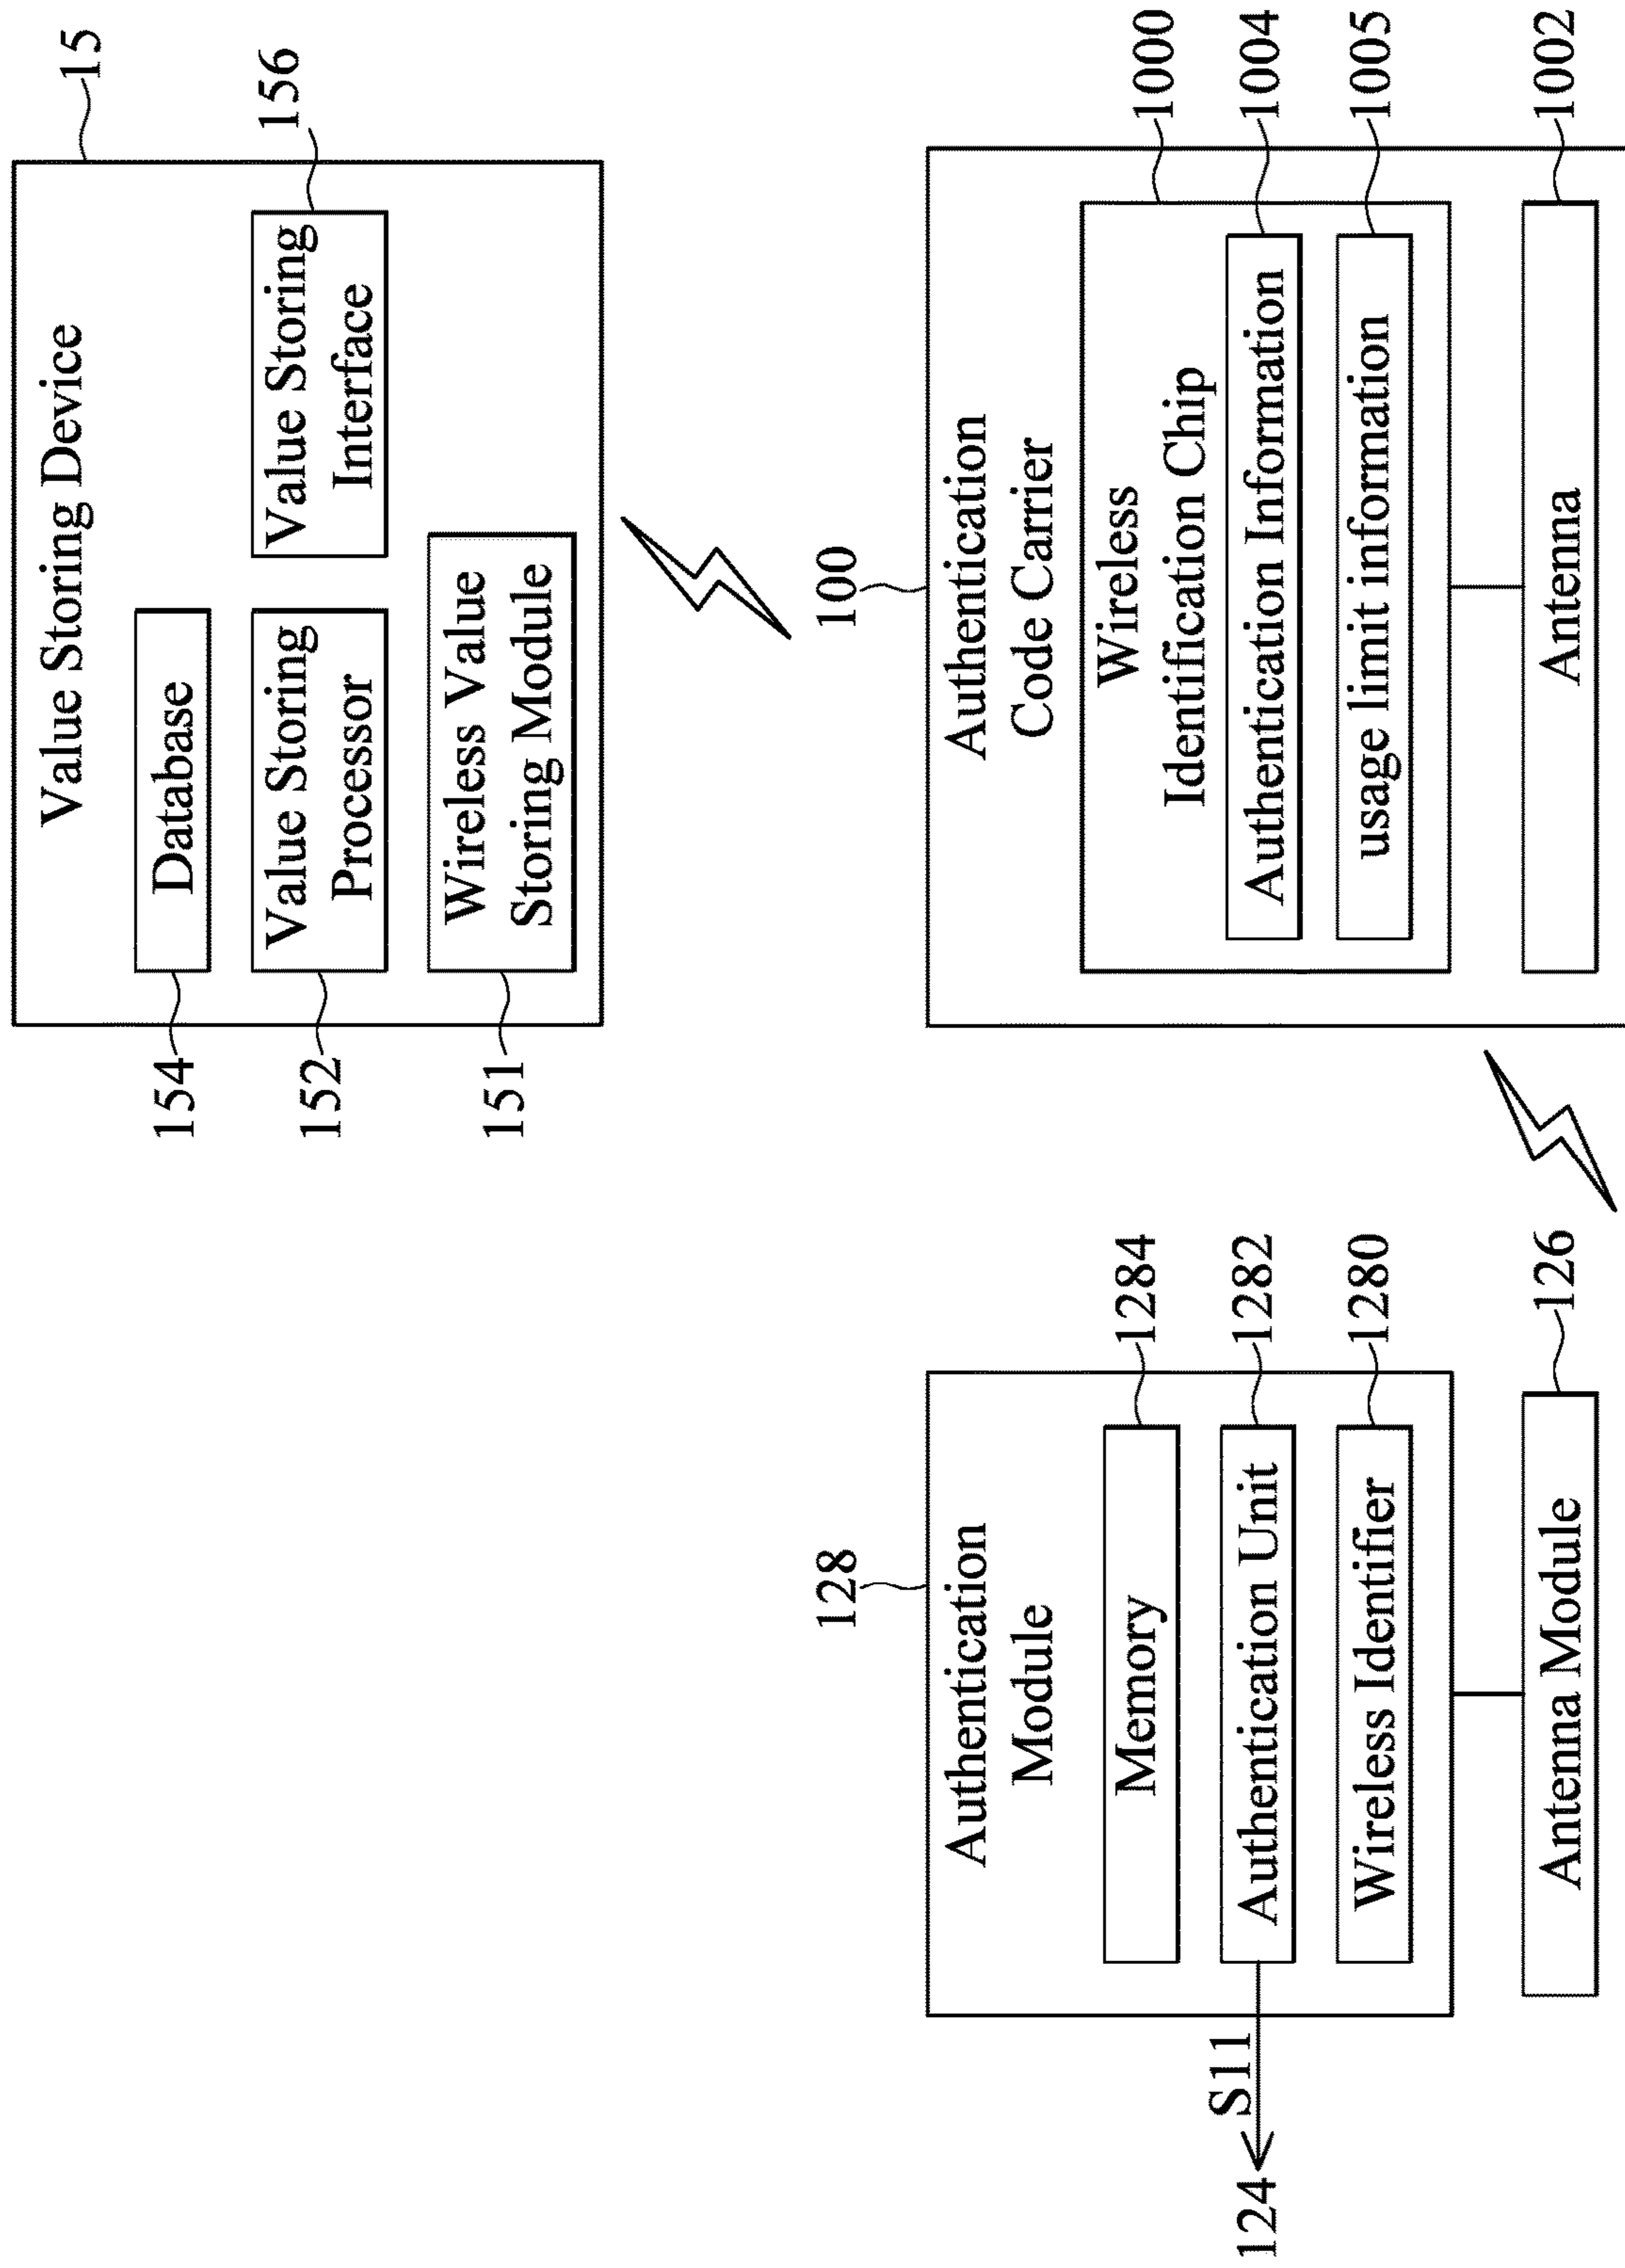 15
Value Storing Device
154
Database
152
Value Storing
Processor
Value Storing
Interface
156
151
Wireless Value
Storing Module
128
Authentication
Module
Memory
1284
Authentication Unit
1282
Wireless Identifier
1280
S11
124
Antenna Module
126
100
Authentication
Code Carrier
Wireless
Identification Chip
1000
Authentication Information
1004
usage limit information
1005
Antenna
1002